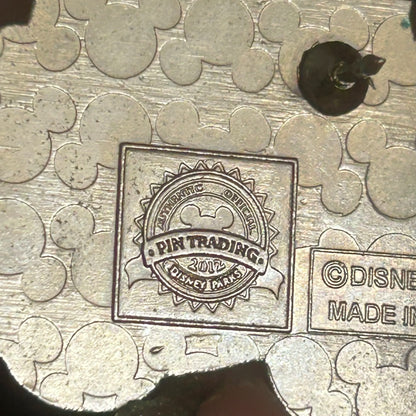 AUTHENTIC OFFICIAL
PIN TRADING
2012
DISNEY PARKS
©DISNE
MADE IN